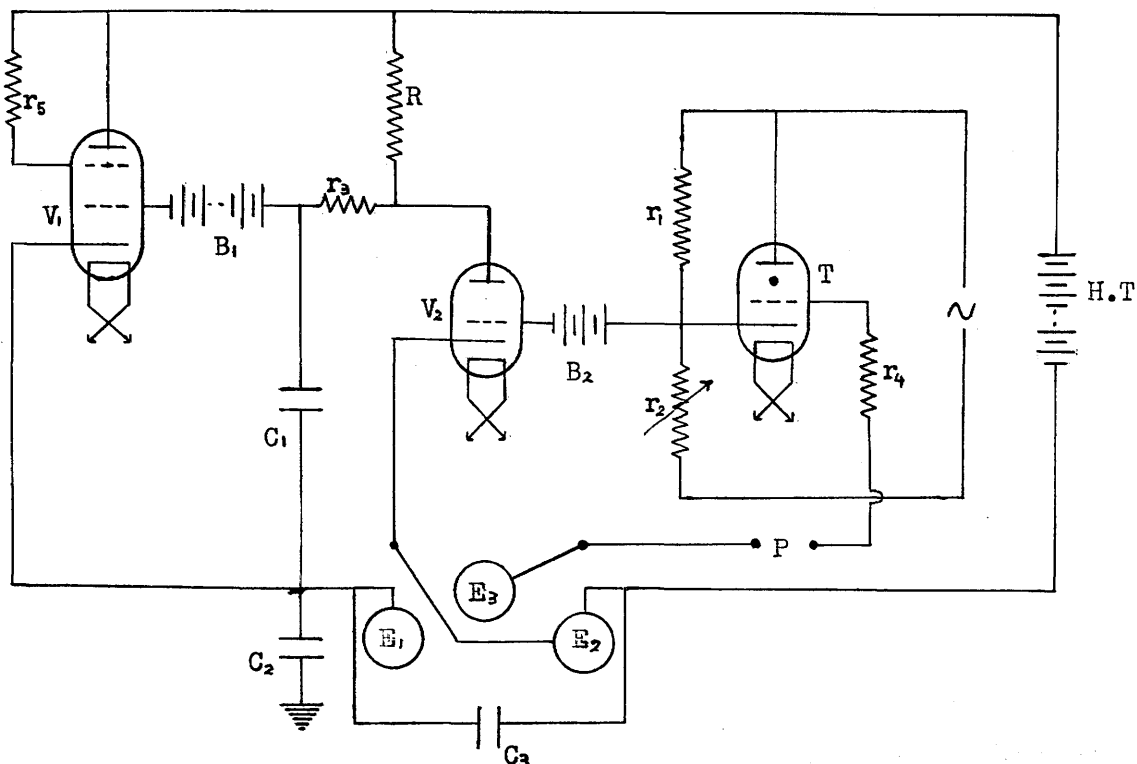 r₅
R
V₁
B₁
r₃
r₁
T
V₂
B₂
r₂
r₄
∼
H.T
C₁
P
E₃
E₁
E₂
C₂
C₃